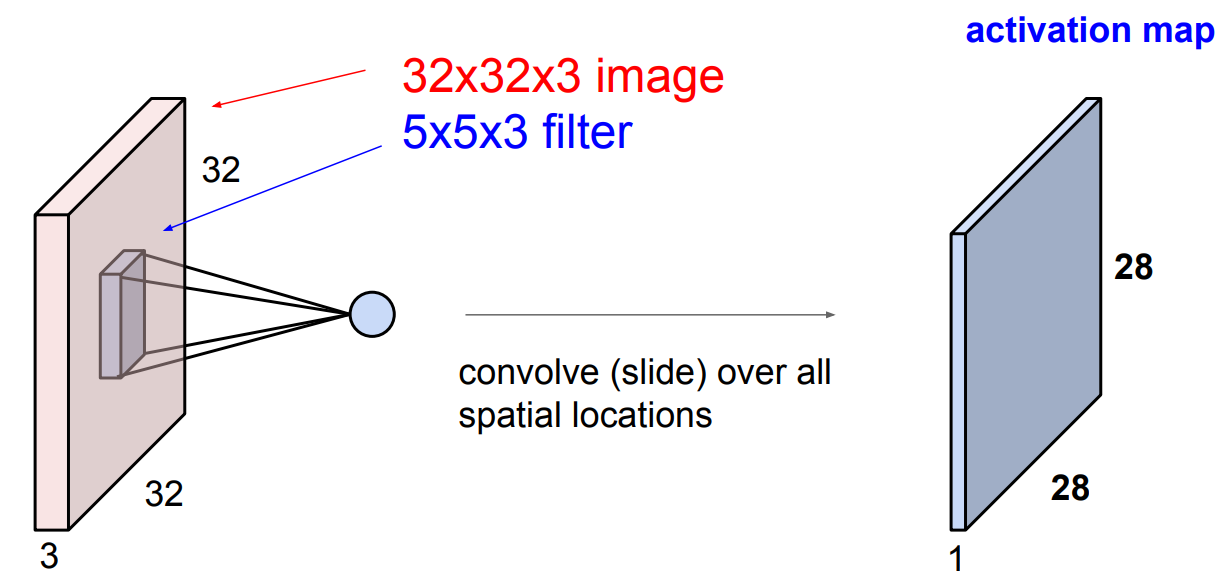 activation map
32x32x3 image
5x5x3 filter
32
28
convolve (slide) over all
spatial locations
32
28
3
1